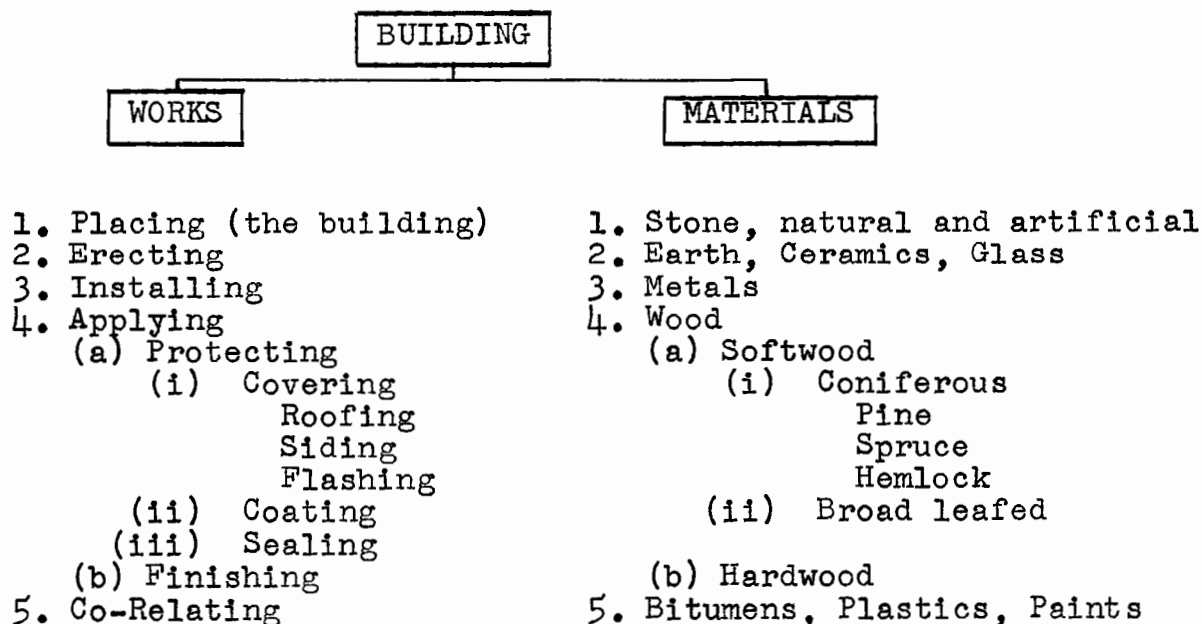 BUILDING
WORKS
MATERIALS
1. Placing (the building)
2. Erecting
3. Installing
4. Applying
(a) Protecting
(i) Covering
Roofing
Siding
Flashing
(ii) Coating
(iii) Sealing
(b) Finishing
5. Co-Relating
1. Stone, natural and artificial
2. Earth, Ceramics, Glass
3. Metals
4. Wood
(a) Softwood
(i) Coniferous
Pine
Spruce
Hemlock
(ii) Broad leafed
(b) Hardwood
5. Bitumens, Plastics, Paints